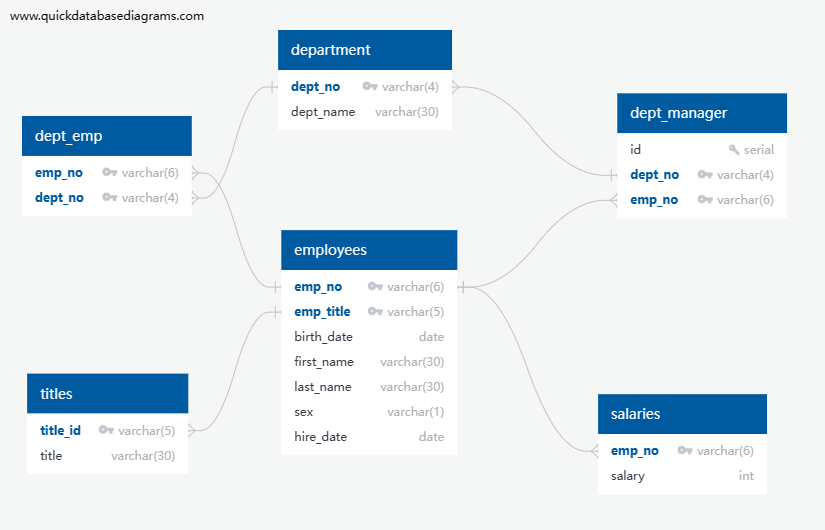 www.quickdatabasediagrams.com
department
dept_no varchar(4)
dept_name varchar(30)
dept_emp
emp_no varchar(6)
dept_no varchar(4)
dept_manager
id serial
dept_no varchar(4)
emp_no varchar(6)
employees
emp_no varchar(6)
emp_title varchar(5)
birth_date date
first_name varchar(30)
last_name varchar(30)
sex varchar(1)
hire_date date
titles
title_id varchar(5)
title varchar(30)
salaries
emp_no varchar(6)
salary int